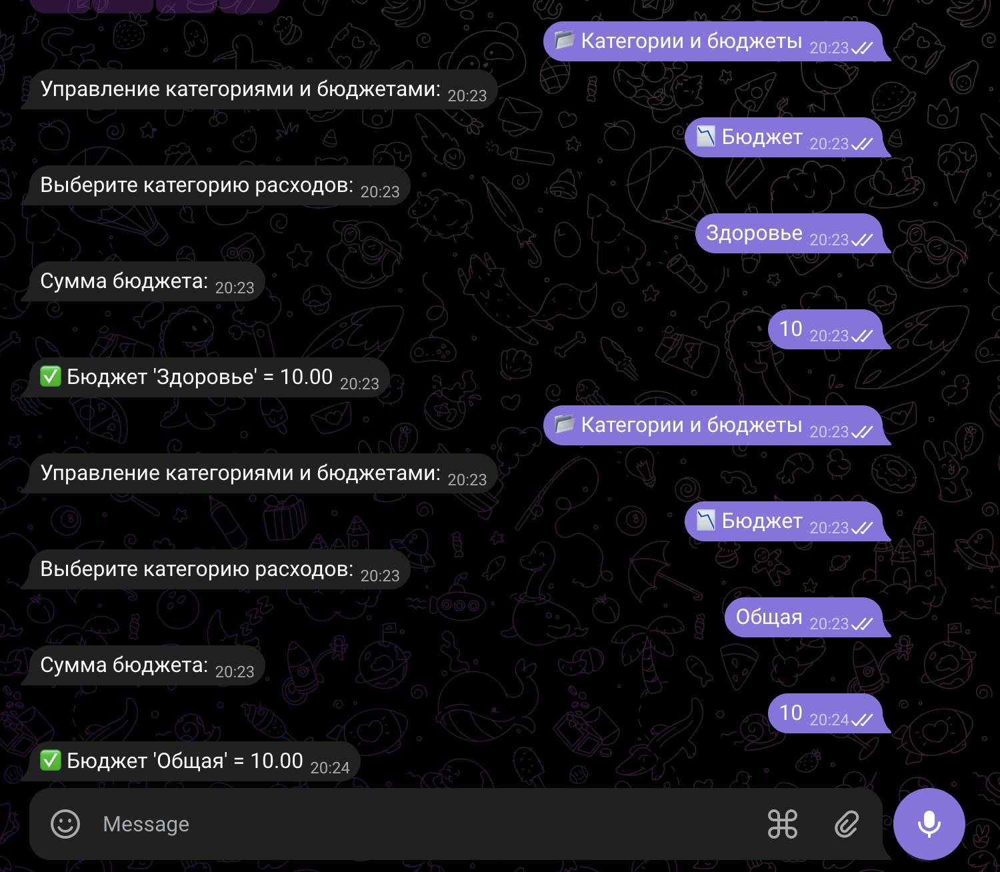 📁 Категории и бюджеты 20:23
Управление категориями и бюджетами: 20:23
📉 Бюджет 20:23
Выберите категорию расходов: 20:23
Здоровье 20:23
Сумма бюджета: 20:23
10 20:23
✅ Бюджет 'Здоровье' = 10.00 20:23
📁 Категории и бюджеты 20:23
Управление категориями и бюджетами: 20:23
📉 Бюджет 20:23
Выберите категорию расходов: 20:23
Общая 20:23
Сумма бюджета: 20:23
10 20:24
✅ Бюджет 'Общая' = 10.00 20:24
Message